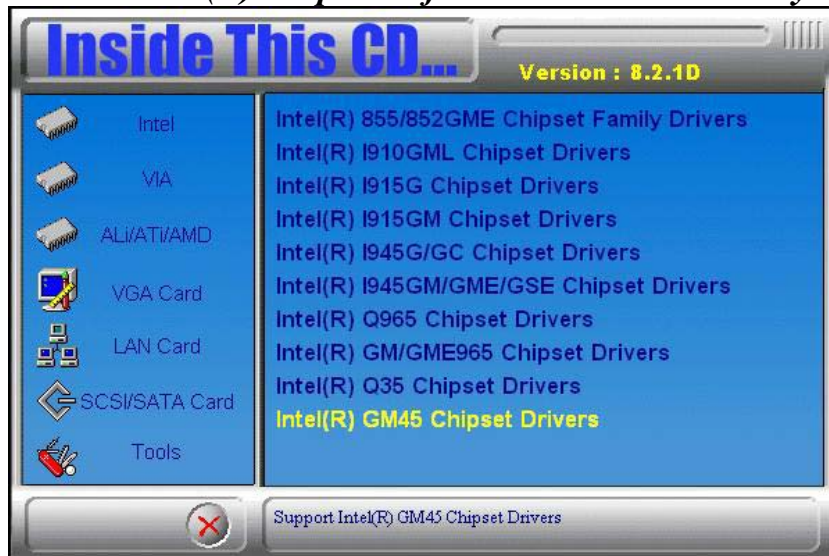 Inside This CD...
Version : 8.2.1D
Intel
VIA
ALi/ATi/AMD
VGA Card
LAN Card
SCSI/SATA Card
Tools
Intel(R) 855/852GME Chipset Family Drivers
Intel(R) I910GML Chipset Drivers
Intel(R) I915G Chipset Drivers
Intel(R) I915GM Chipset Drivers
Intel(R) I945G/GC Chipset Drivers
Intel(R) I945GM/GME/GSE Chipset Drivers
Intel(R) Q965 Chipset Drivers
Intel(R) GM/GME965 Chipset Drivers
Intel(R) Q35 Chipset Drivers
Intel(R) GM45 Chipset Drivers
Support Intel(R) GM45 Chipset Drivers